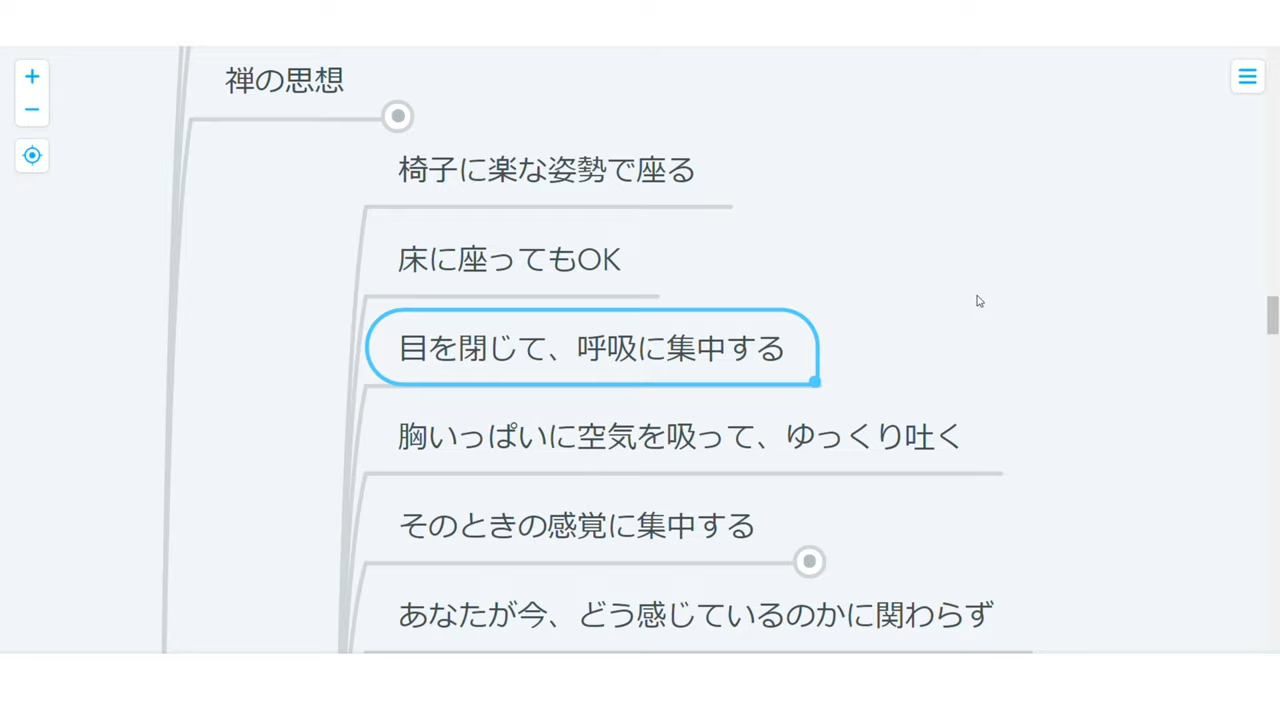 禅の思想
椅子に楽な姿勢で座る
床に座ってもOK
目を閉じて、呼吸に集中する
胸いっぱいに空気を吸って、ゆっくり吐く
そのときの感覚に集中する
あなたが今、どう感じているのかに関わらず